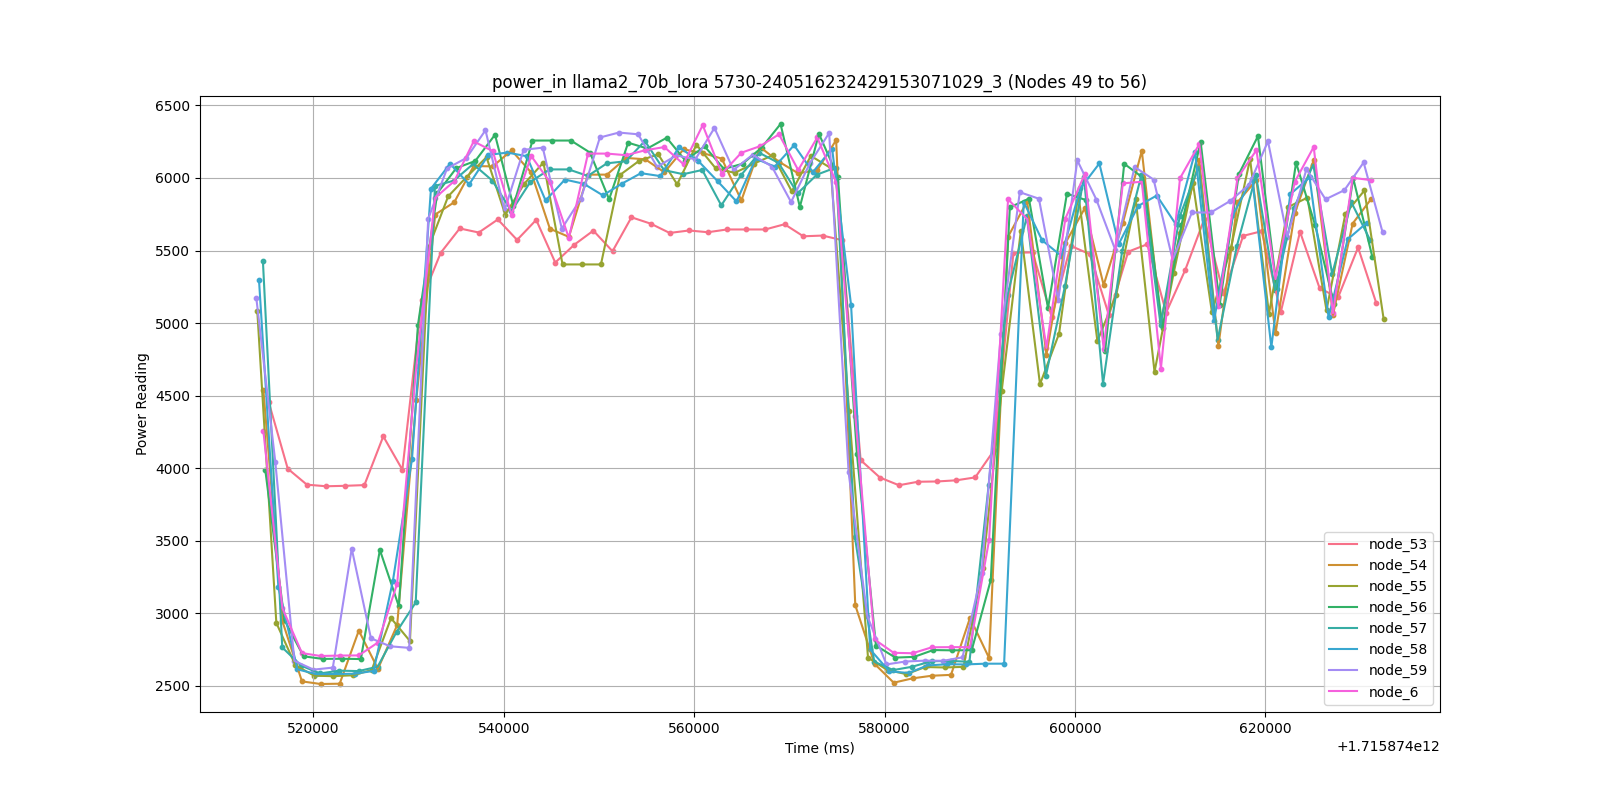 power_in llama2_70b_lora 5730-240516232429153071029_3 (Nodes 49 to 56)
6500
6000
5500
5000
4500
4000
3500
3000
2500
Power Reading
node_53
node_54
node_55
node_56
node_57
node_58
node_59
node_6
520000 540000 560000 580000 600000 620000
Time (ms)
+1.715874e12